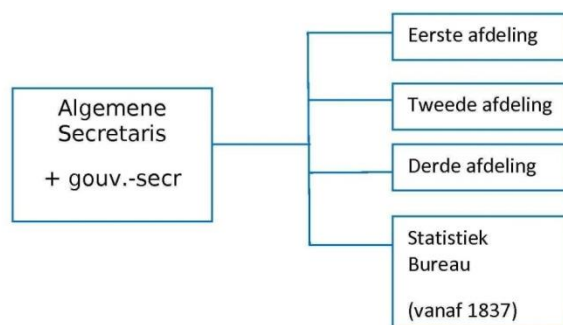 Algemene
Secretaris
+ gouv.-secr
Eerste afdeling
Tweede afdeling
Derde afdeling
Statistiek
Bureau
(vanaf 1837)